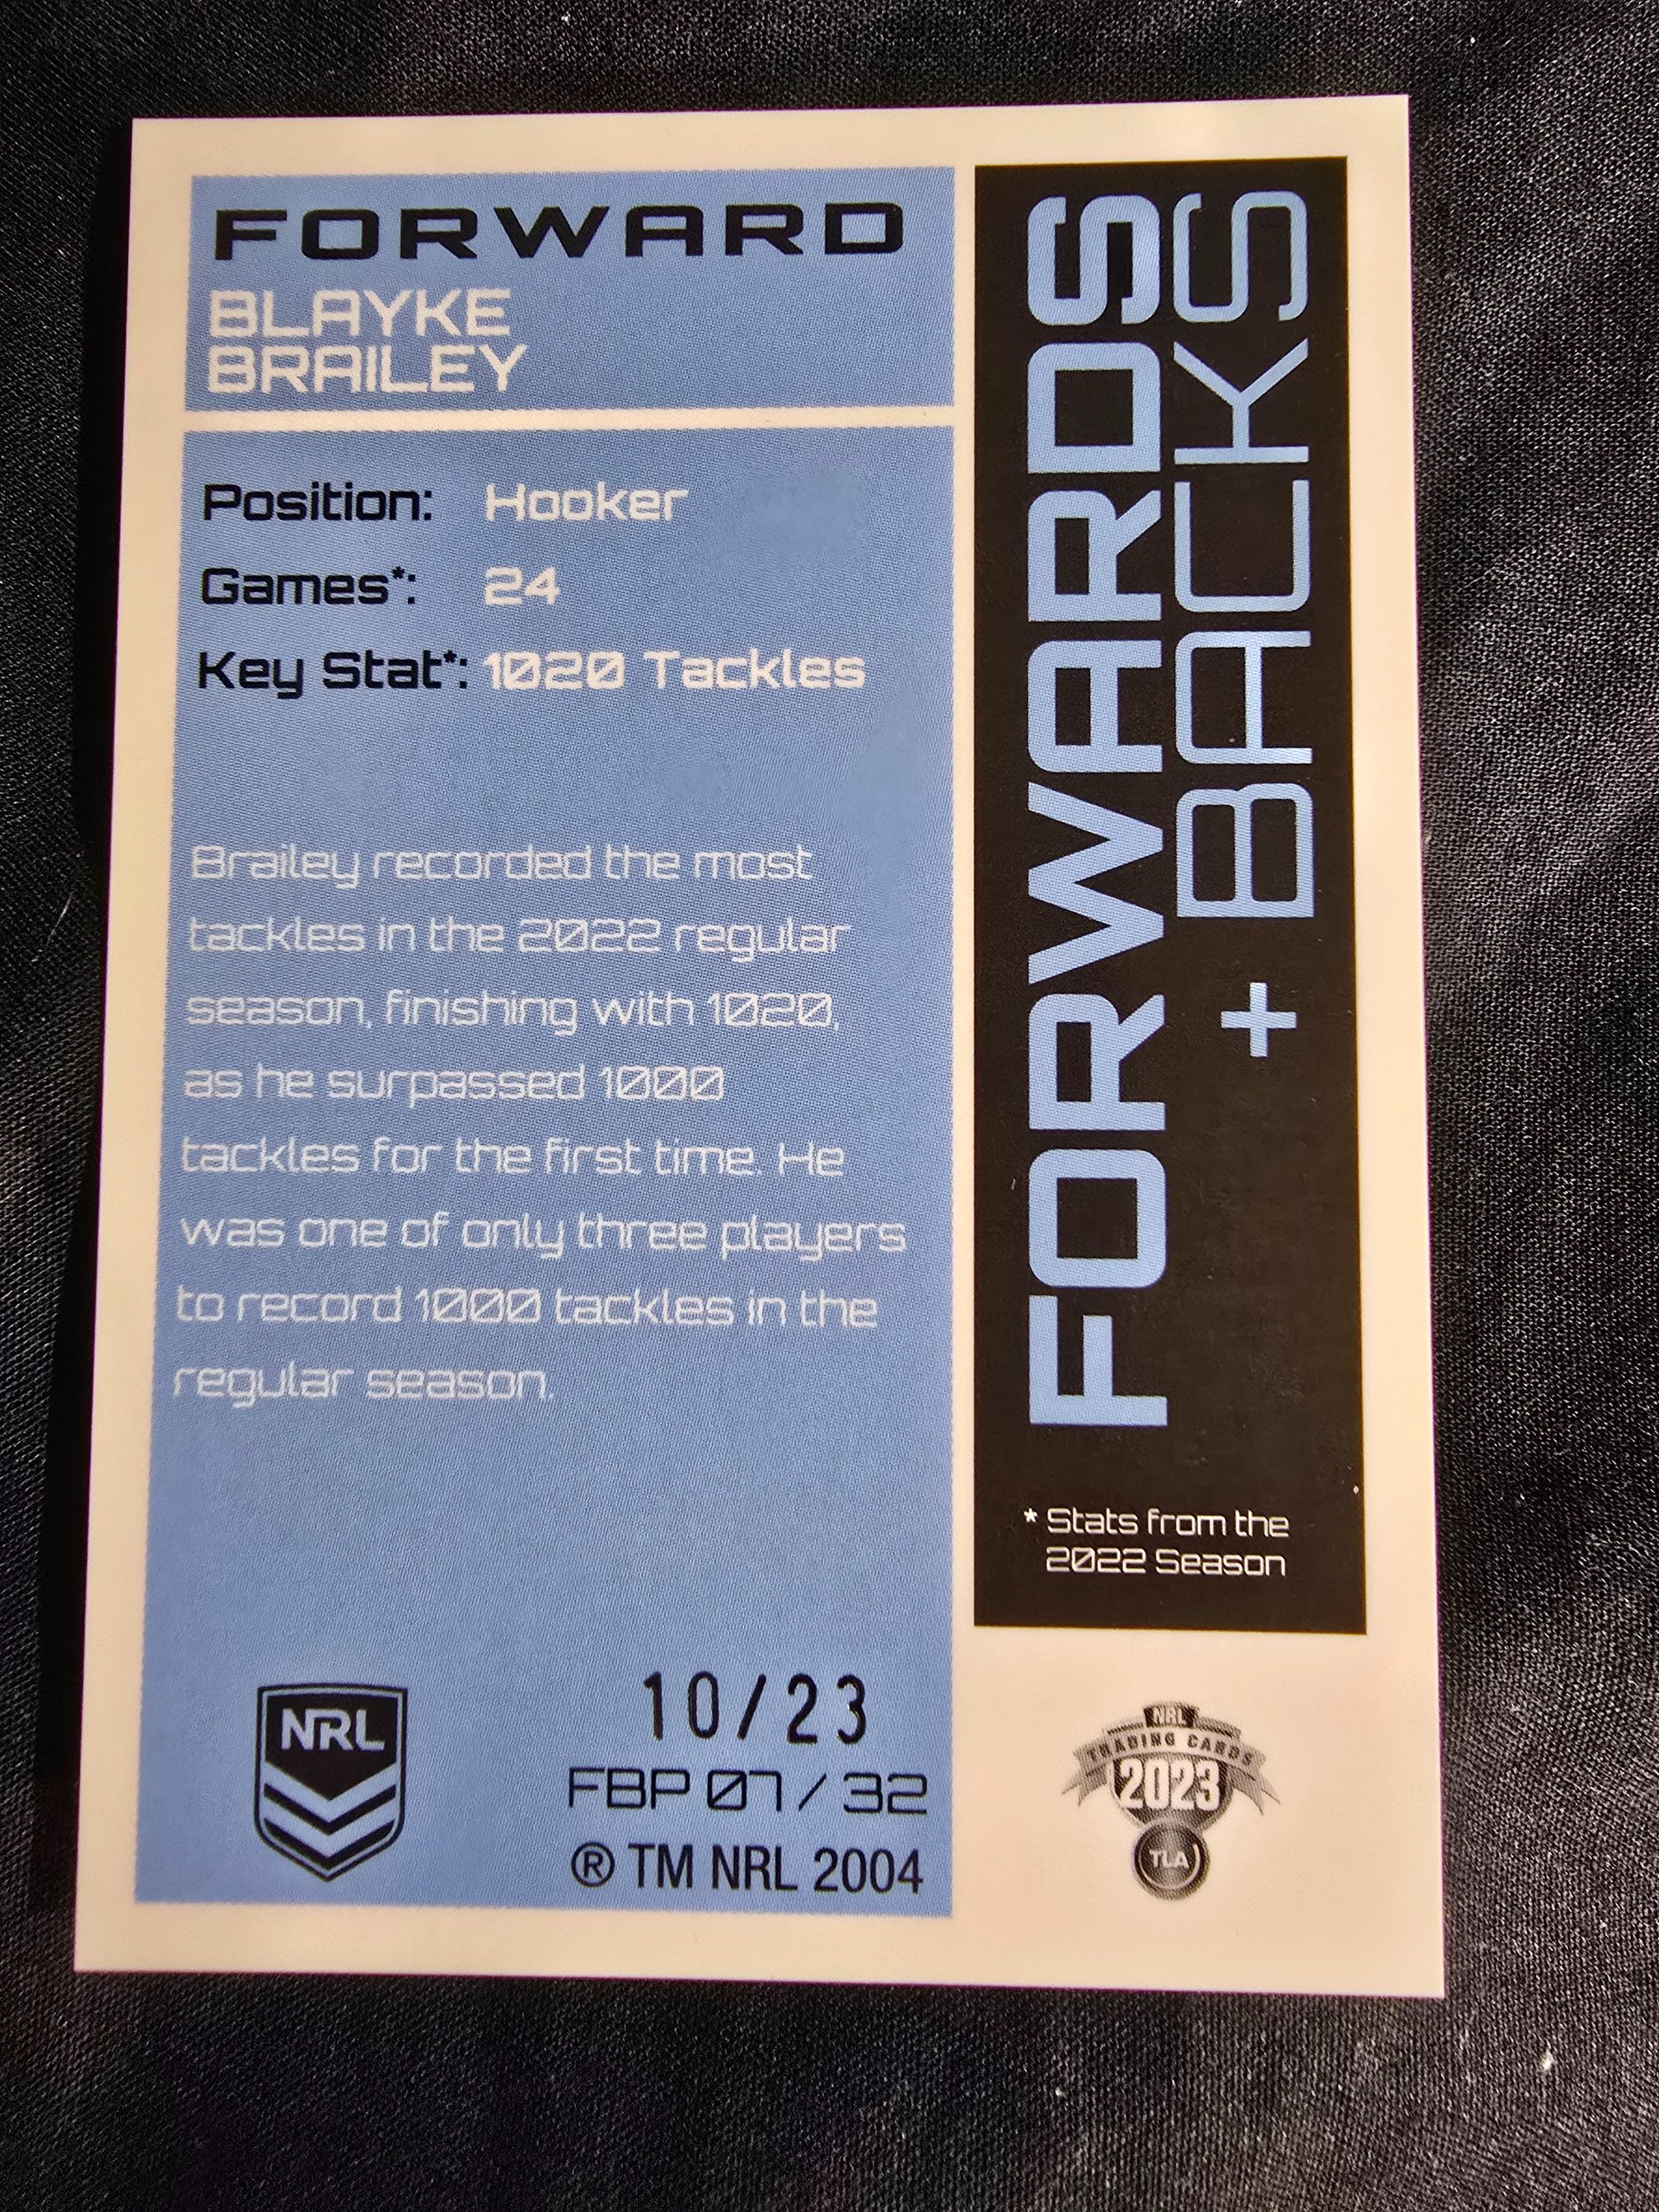 FORWARD
BLAYKE
BRAILEY
Position: Hooker
Games*: 24
Key Stat*: 1020 Tackles
Brailey recorded the most
tackles in the 2022 regular
season, finishing with 1020,
as he surpassed 1000
tackles for the first time. He
was one of only three players
to record 1000 tackles in the
regular season.
NRL
10/23
FBP 07/32
® TM NRL 2004
FORWARDS
+ BACKS
* Stats from the
2022 Season
NRL
TRADING CARDS
2023
TLA